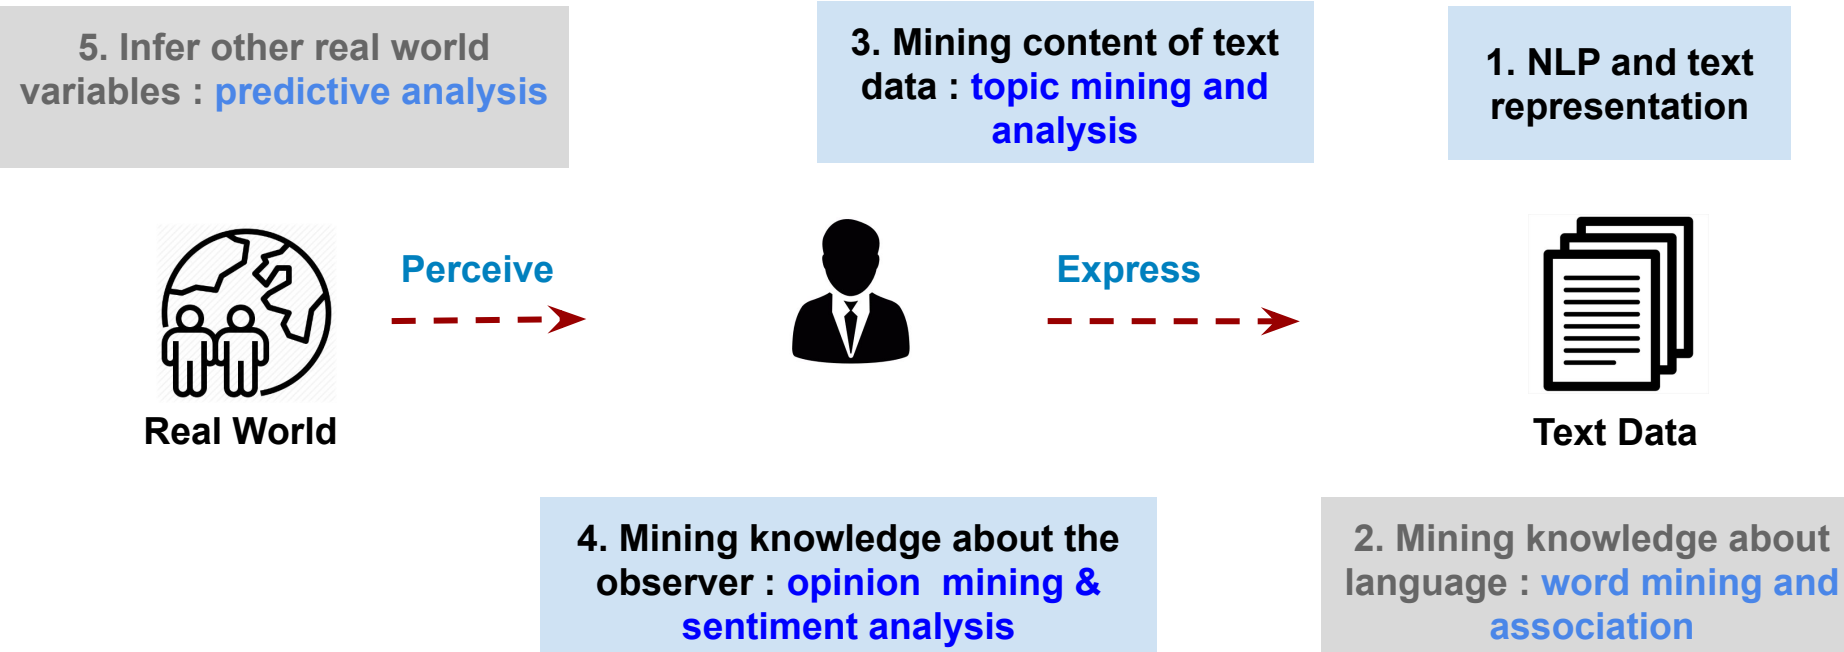 5. Infer other real world
variables : predictive analysis
3. Mining content of text
data : topic mining and
analysis
1. NLP and text
representation
Perceive
Express
Real World
Text Data
4. Mining knowledge about the
observer : opinion  mining &
sentiment analysis
2. Mining knowledge about
language : word mining and
association